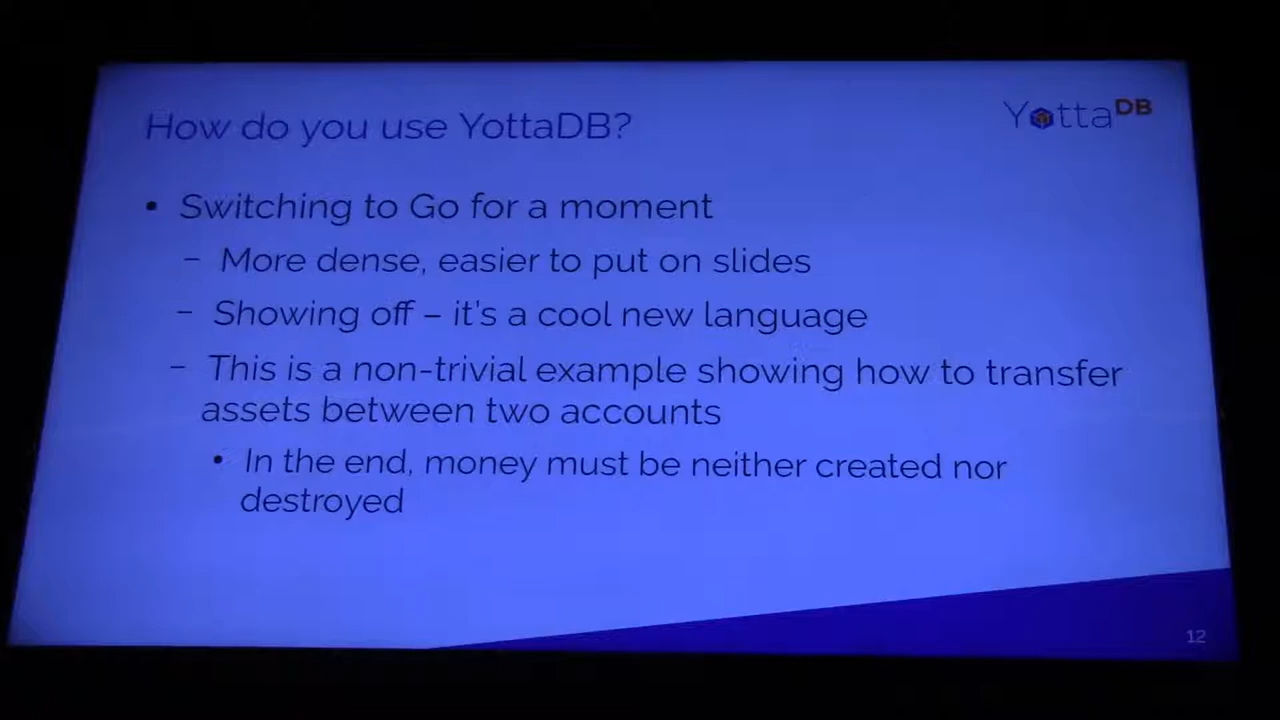 How do you use YottaDB?
YottaDB
• Switching to Go for a moment
– More dense, easier to put on slides
– Showing off – it's a cool new language
– This is a non-trivial example showing how to transfer
assets between two accounts
• In the end, money must be neither created nor
destroyed
12